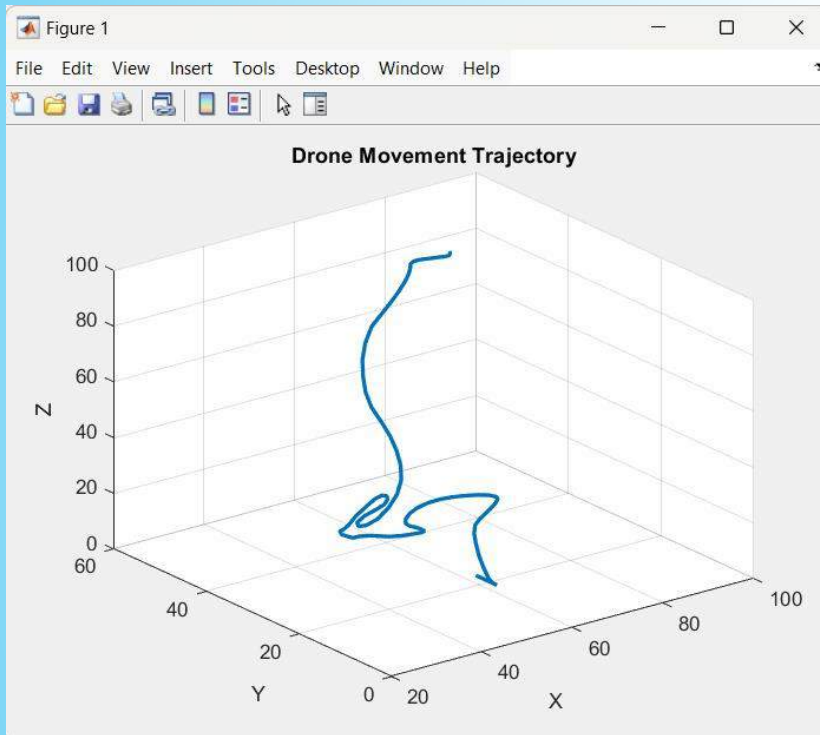 Figure 1
File Edit View Insert Tools Desktop Window Help
Drone Movement Trajectory
100
80
60
40
20
0
Z
60
40
20
0
Y
20
40
60
80
100
X